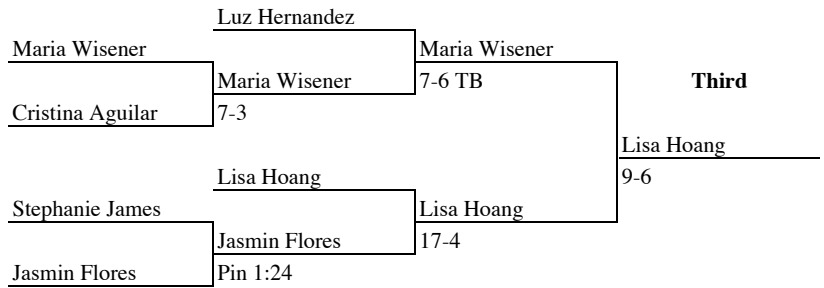 Luz Hernandez
Maria Wisener
Maria Wisener
Maria Wisener
7-6 TB
Third
Cristina Aguilar
7-3
Lisa Hoang
Lisa Hoang
9-6
Stephanie James
Lisa Hoang
Jasmin Flores
17-4
Jasmin Flores
Pin 1:24